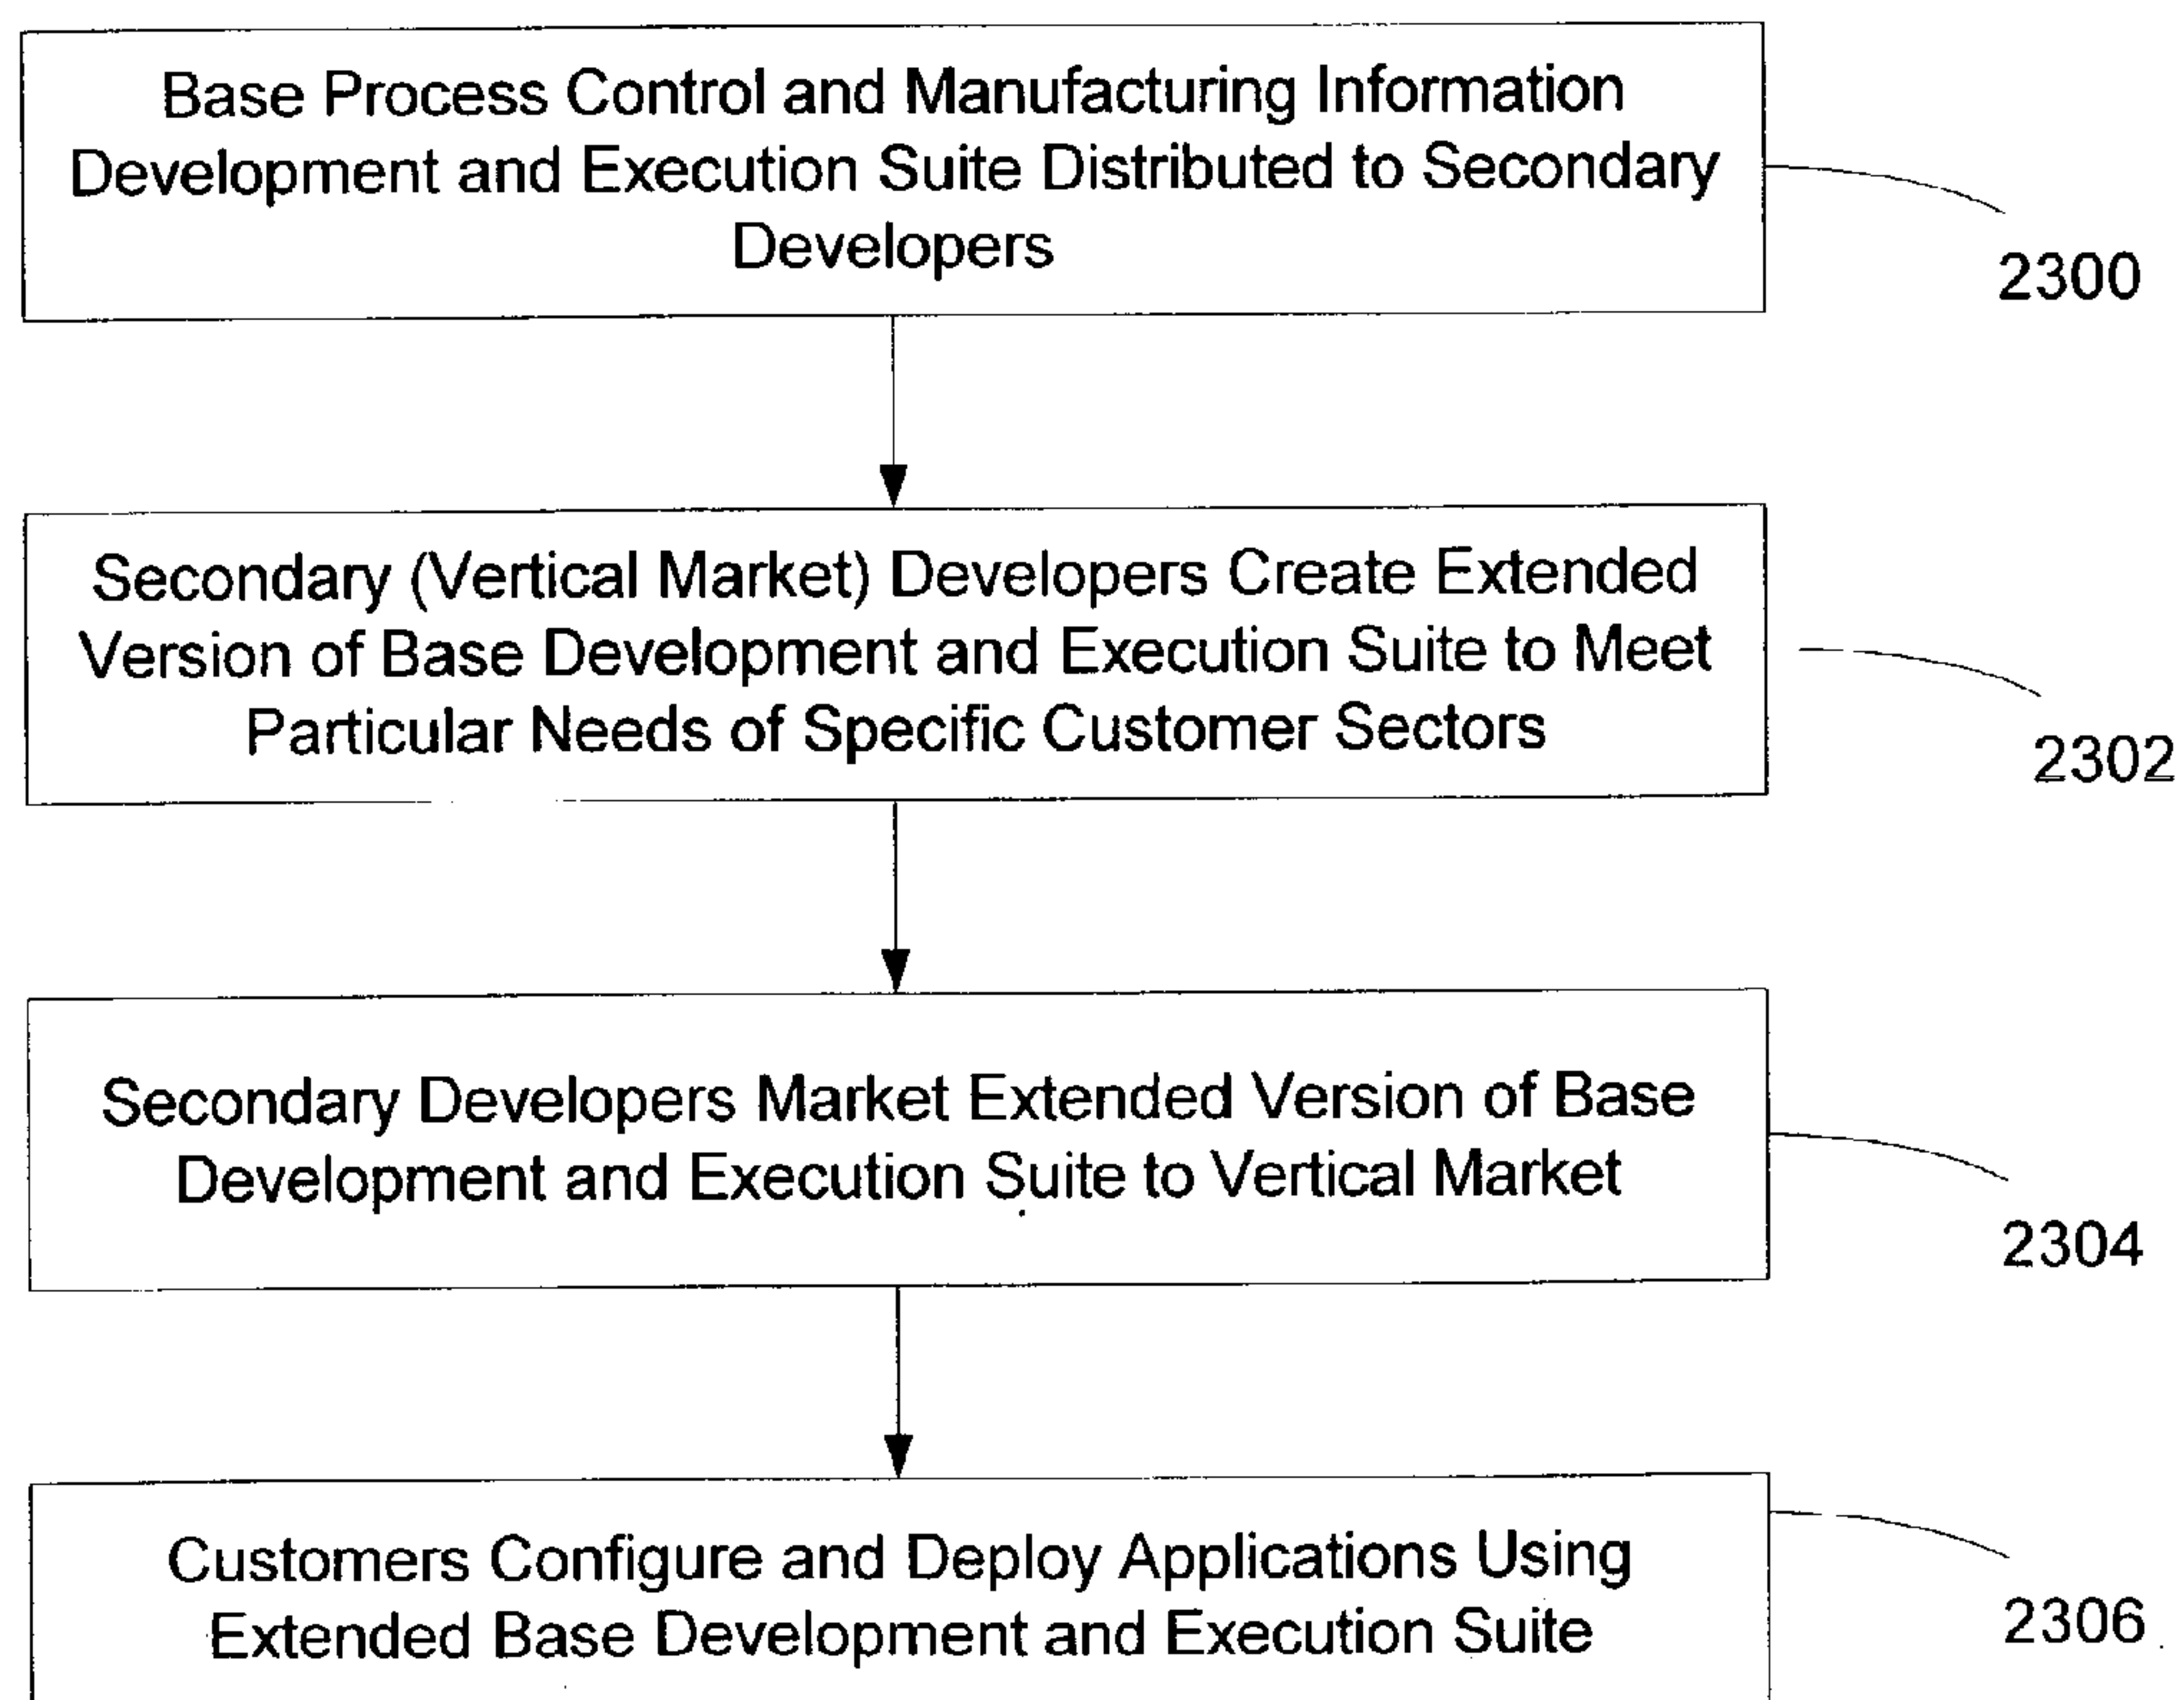 Base Process Control and Manufacturing Information
Development and Execution Suite Distributed to Secondary
Developers
2300
Secondary (Vertical Market) Developers Create Extended
Version of Base Development and Execution Suite to Meet
Particular Needs of Specific Customer Sectors
2302
Secondary Developers Market Extended Version of Base
Development and Execution Suite to Vertical Market
2304
Customers Configure and Deploy Applications Using
Extended Base Development and Execution Suite
2306